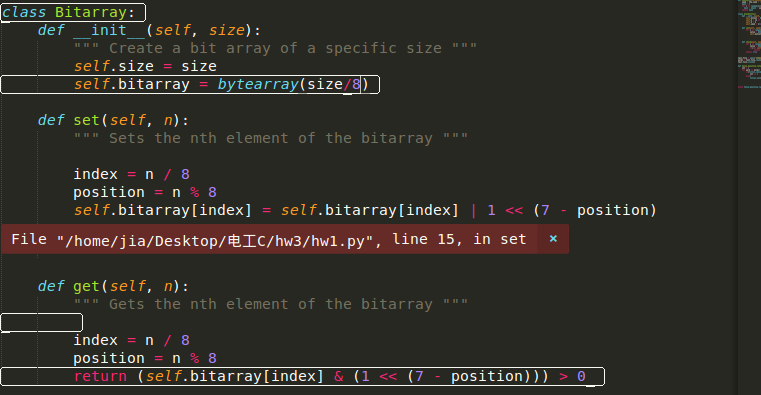 class Bitarray:
    def __init__(self, size):
        """ Create a bit array of a specific size """
        self.size = size
        self.bitarray = bytearray(size/8)
    def set(self, n):
        """ Sets the nth element of the bitarray """
        index = n / 8
        position = n % 8
        self.bitarray[index] = self.bitarray[index] | 1 << (7 - position)
File "/home/jia/Desktop/电工C/hw3/hw1.py", line 15, in set ×
    def get(self, n):
        """ Gets the nth element of the bitarray """
        index = n / 8
        position = n % 8
        return (self.bitarray[index] & (1 << (7 - position))) > 0